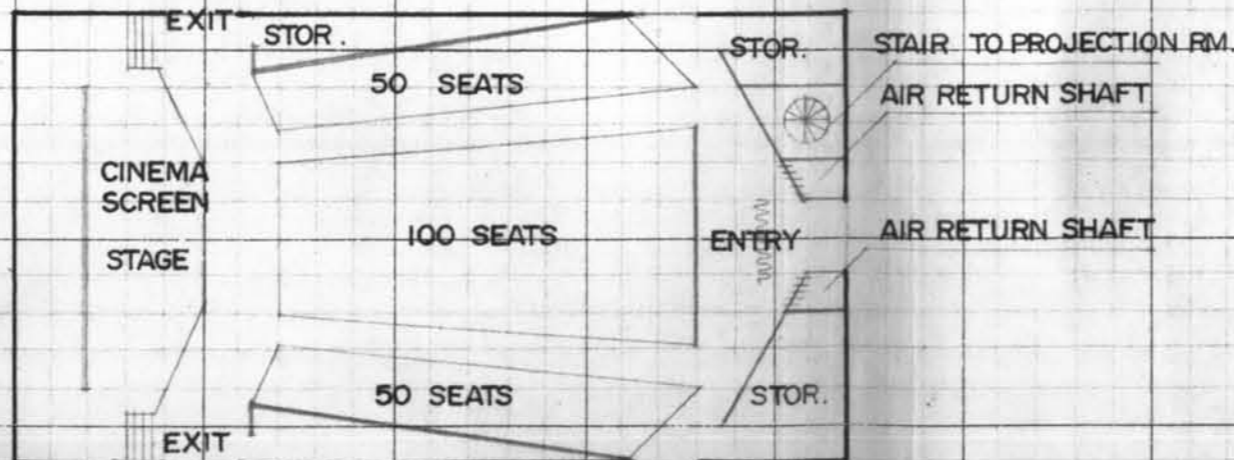 EXIT
STOR.
STOR.
STAIR TO PROJECTION RM.
50 SEATS
AIR RETURN SHAFT
CINEMA
SCREEN
100 SEATS
ENTRY
AIR RETURN SHAFT
STAGE
50 SEATS
STOR.
EXIT